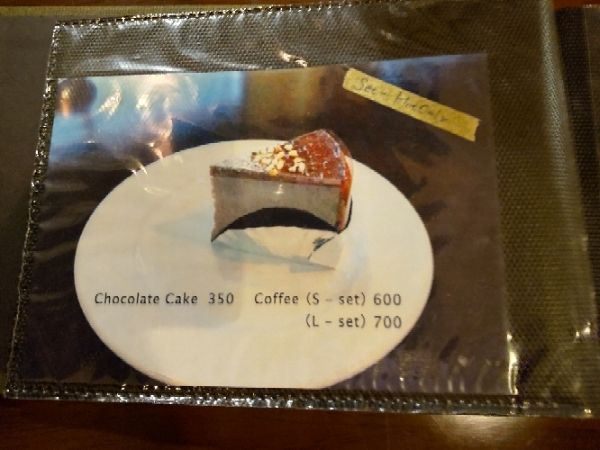 Chocolate Cake 350 Coffee (S - set) 600
(L - set) 700